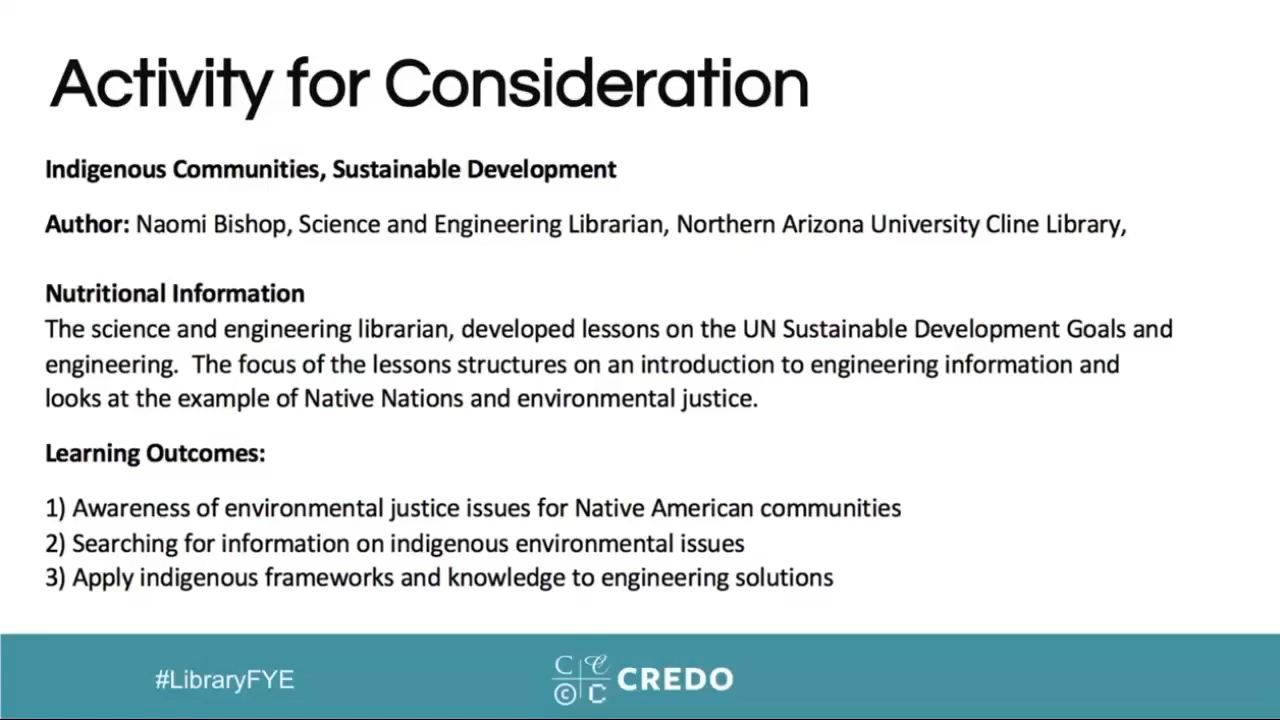 Activity for Consideration
Indigenous Communities, Sustainable Development
Author: Naomi Bishop, Science and Engineering Librarian, Northern Arizona University Cline Library,
Nutritional Information
The science and engineering librarian, developed lessons on the UN Sustainable Development Goals and
engineering.  The focus of the lessons structures on an introduction to engineering information and
looks at the example of Native Nations and environmental justice.
Learning Outcomes:
1) Awareness of environmental justice issues for Native American communities
2) Searching for information on indigenous environmental issues
3) Apply indigenous frameworks and knowledge to engineering solutions
#LibraryFYE
C C
© C
CREDO